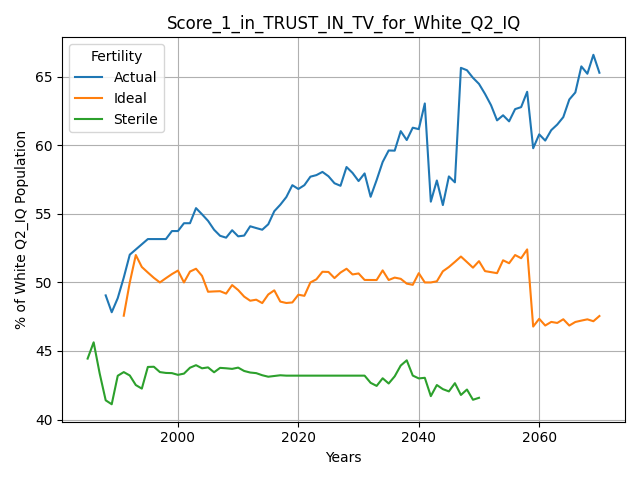 Score_1_in_TRUST_IN_TV_for_White_Q2_IQ
Fertility
Actual
Ideal
Sterile
% of White Q2_IQ Population
65
60
55
50
45
40
2000
2020
2040
2060
Years